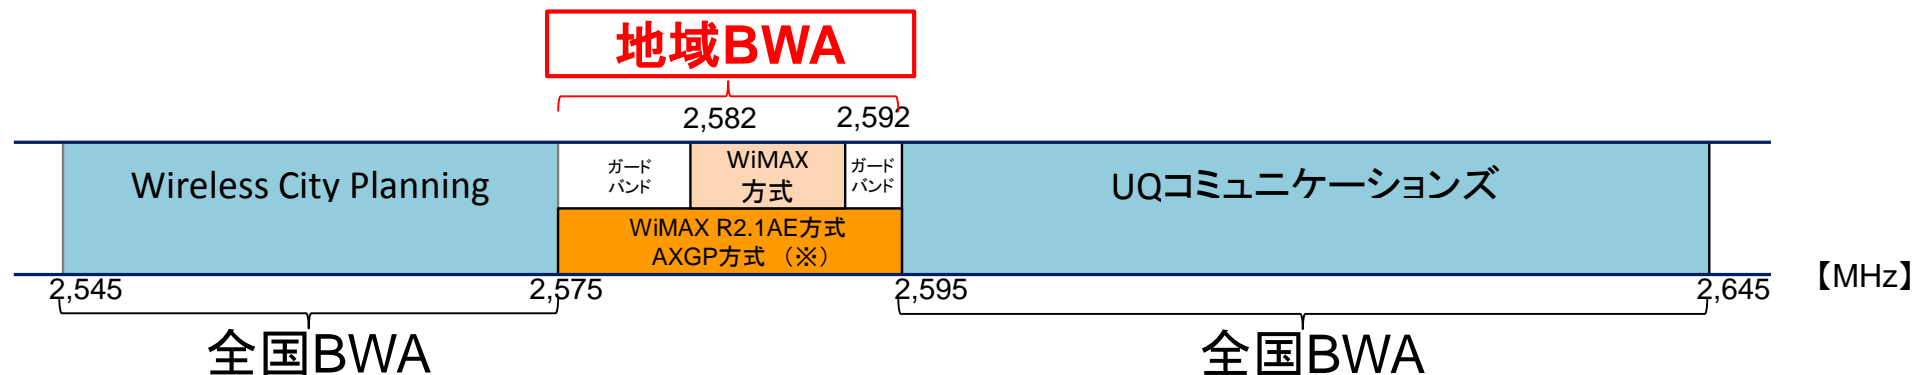 地域BWA
2,582
2,592
Wireless City Planning
ガード
バンド
WiMAX
方式
ガード
バンド
UQコミュニケーションズ
WiMAX R2.1AE方式
AXGP方式 （※）
2,545
2,575
2,595
2,645
【MHz】
全国BWA
全国BWA